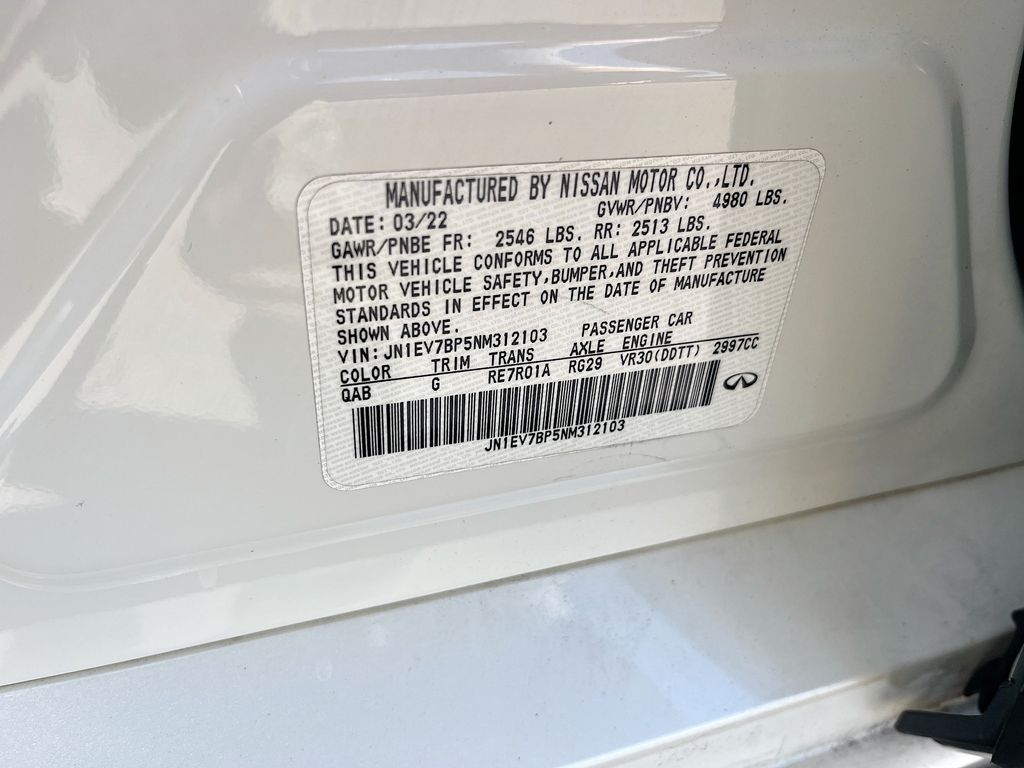 MANUFACTURED BY NISSAN MOTOR CO.,LTD.
DATE: 03/22 GVWR/PNBV: 4980 LBS.
GAWR/PNBE FR: 2546 LBS. RR: 2513 LBS.
THIS VEHICLE CONFORMS TO ALL APPLICABLE FEDERAL
MOTOR VEHICLE SAFETY,BUMPER,AND THEFT PREVENTION
STANDARDS IN EFFECT ON THE DATE OF MANUFACTURE
SHOWN ABOVE.
VIN:JN1EV7BP5NM312103 PASSENGER CAR
COLOR TRIM TRANS AXLE ENGINE
QAB G RE7R01A RG29 VR30(DDTT) 2997CC
JN1EV7BP5NM312103